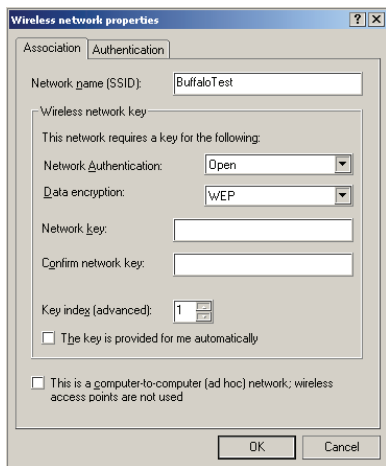 Wireless network properties
Association Authentication
Network name (SSID): BuffaloTest
Wireless network key
This network requires a key for the following:
Network Authentication: Open
Data encryption: WEP
Network key:
Confirm network key:
Key index (advanced): 1
The key is provided for me automatically
This is a computer-to-computer (ad hoc) network; wireless
access points are not used
OK Cancel